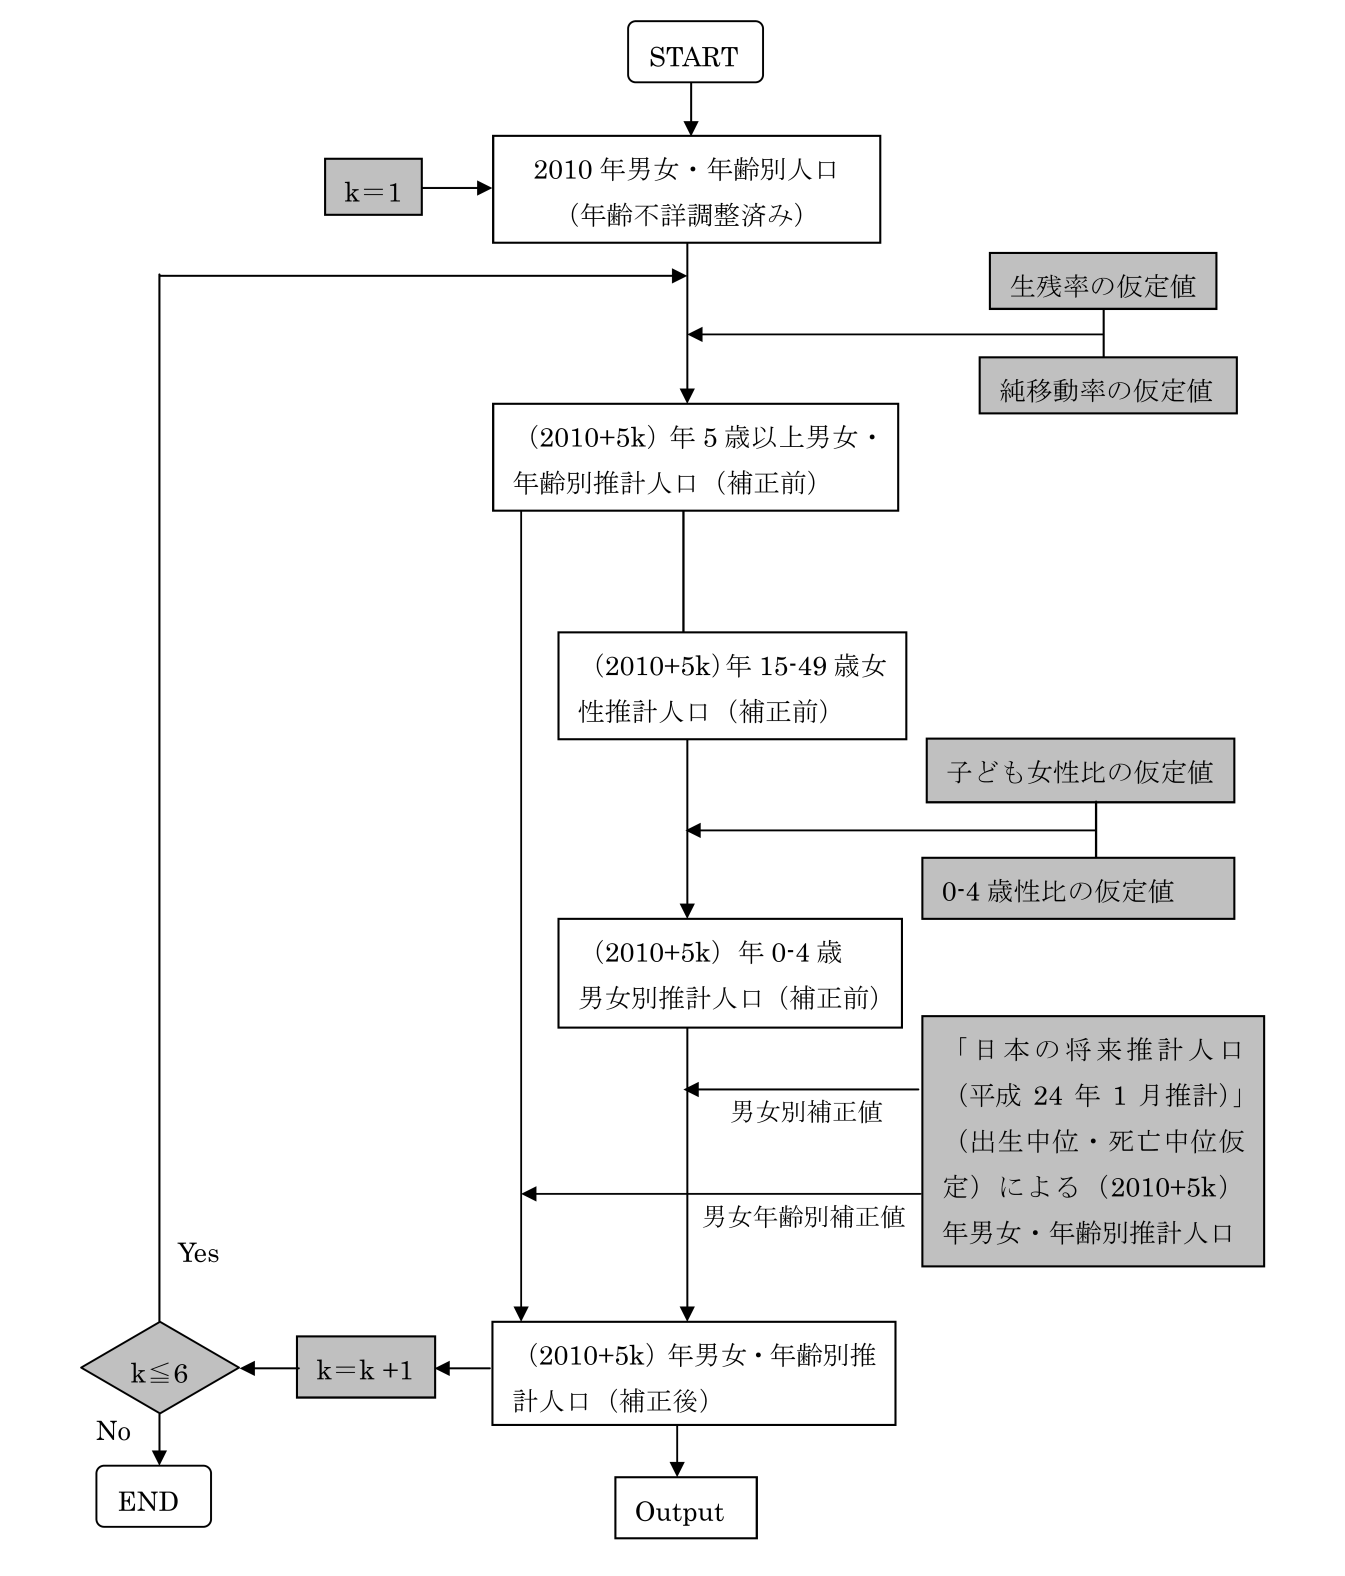 START
k＝1
2010 年男女・年齢別人口
（年齢不詳調整済み）
生残率の仮定値
純移動率の仮定値
（2010+5k）年 5 歳以上男女・
年齢別推計人口（補正前）
（2010+5k）年 15-49 歳女
性推計人口（補正前）
子ども女性比の仮定値
0-4 歳性比の仮定値
（2010+5k）年 0-4 歳
男女別推計人口（補正前）
「日本の将来推計人口
（平成 24 年 1 月推計）」
（出生中位・死亡中位仮
定）による（2010+5k）
年男女・年齢別推計人口
男女別補正値
男女年齢別補正値
Yes
k≦6
k＝k +1
（2010+5k）年男女・年齢別推
計人口（補正後）
No
END
Output